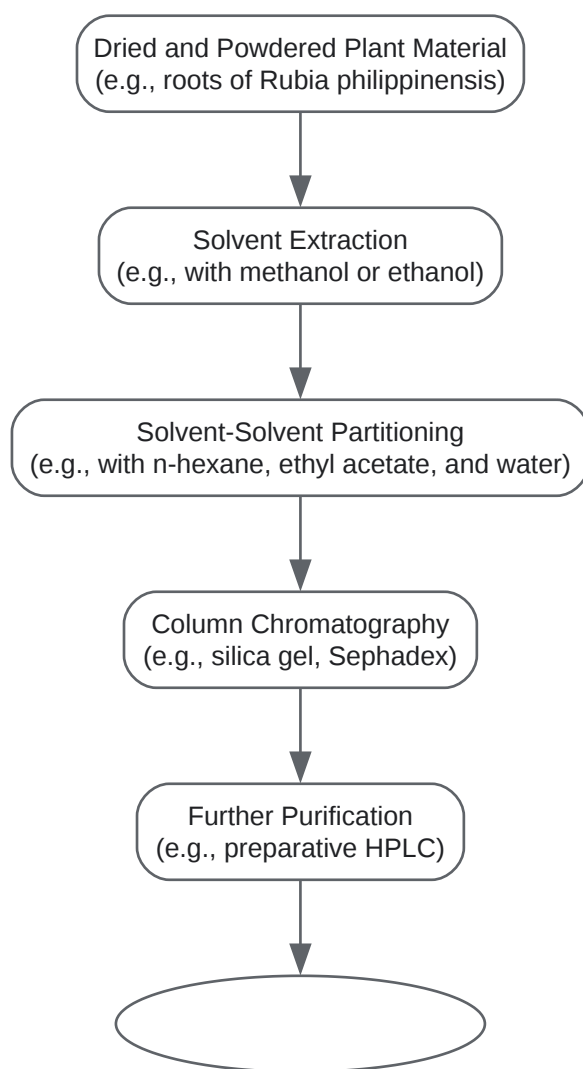 Dried and Powdered Plant Material
(e.g., roots of Rubia philippinensis)
Solvent Extraction
(e.g., with methanol or ethanol)
Solvent-Solvent Partitioning
(e.g., with n-hexane, ethyl acetate, and water)
Column Chromatography
(e.g., silica gel, Sephadex)
Further Purification
(e.g., preparative HPLC)